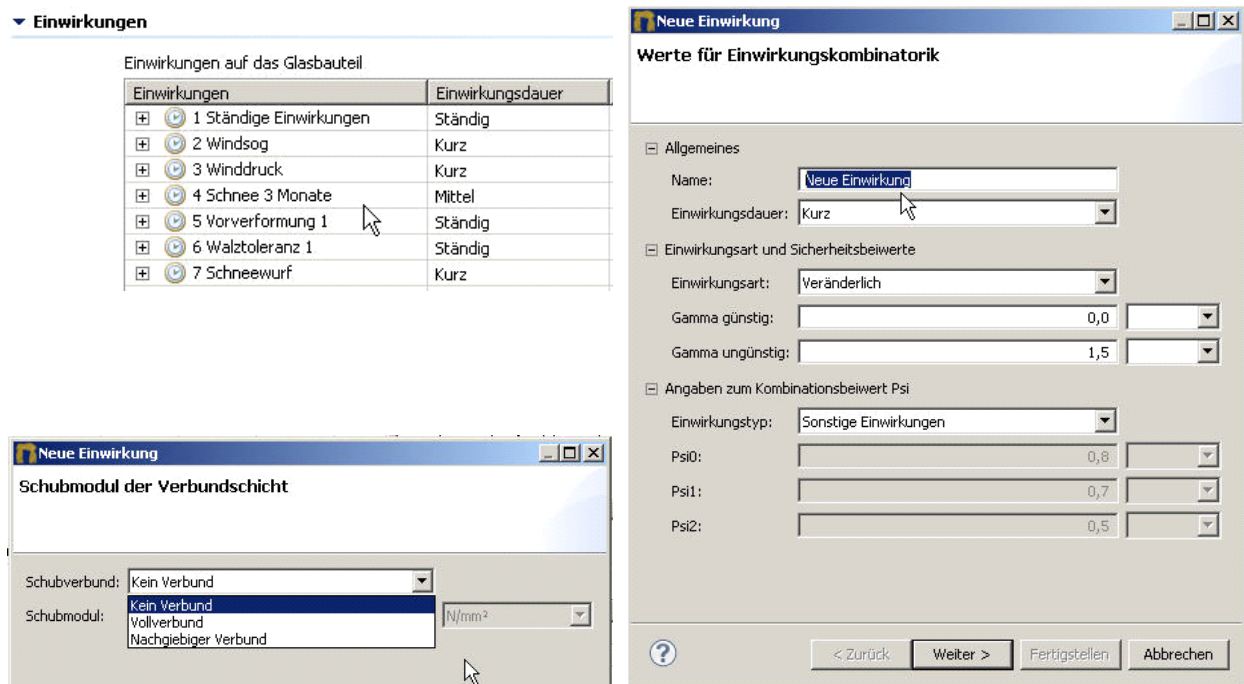 Einwirkungen
Einwirkungen auf das Glasbauteil
Einwirkungen Einwirkungsdauer
1 Ständige Einwirkungen Ständig
2 Windsog Kurz
3 Winddruck Kurz
4 Schnee 3 Monate Mittel
5 Vorverformung 1 Ständig
6 Walztoleranz 1 Ständig
7 Schneewurf Kurz
Neue Einwirkung
Schubmodul der Verbundschicht
Schubverbund: Kein Verbund
Kein Verbund
Vollverbund
Nachgiebiger Verbund
Schubmodul: N/mm²
Neue Einwirkung
Werte für Einwirkungskombinatorik
Allgemeines
Name: Neue Einwirkung
Einwirkungsdauer: Kurz
Einwirkungsart und Sicherheitsbeiwerte
Einwirkungsart: Veränderlich
Gamma günstig: 0,0
Gamma ungünstig: 1,5
Angaben zum Kombinationsbeiwert Psi
Einwirkungstyp: Sonstige Einwirkungen
Psi0: 0,8
Psi1: 0,7
Psi2: 0,5
? < Zurück Weiter > Fertigstellen Abbrechen